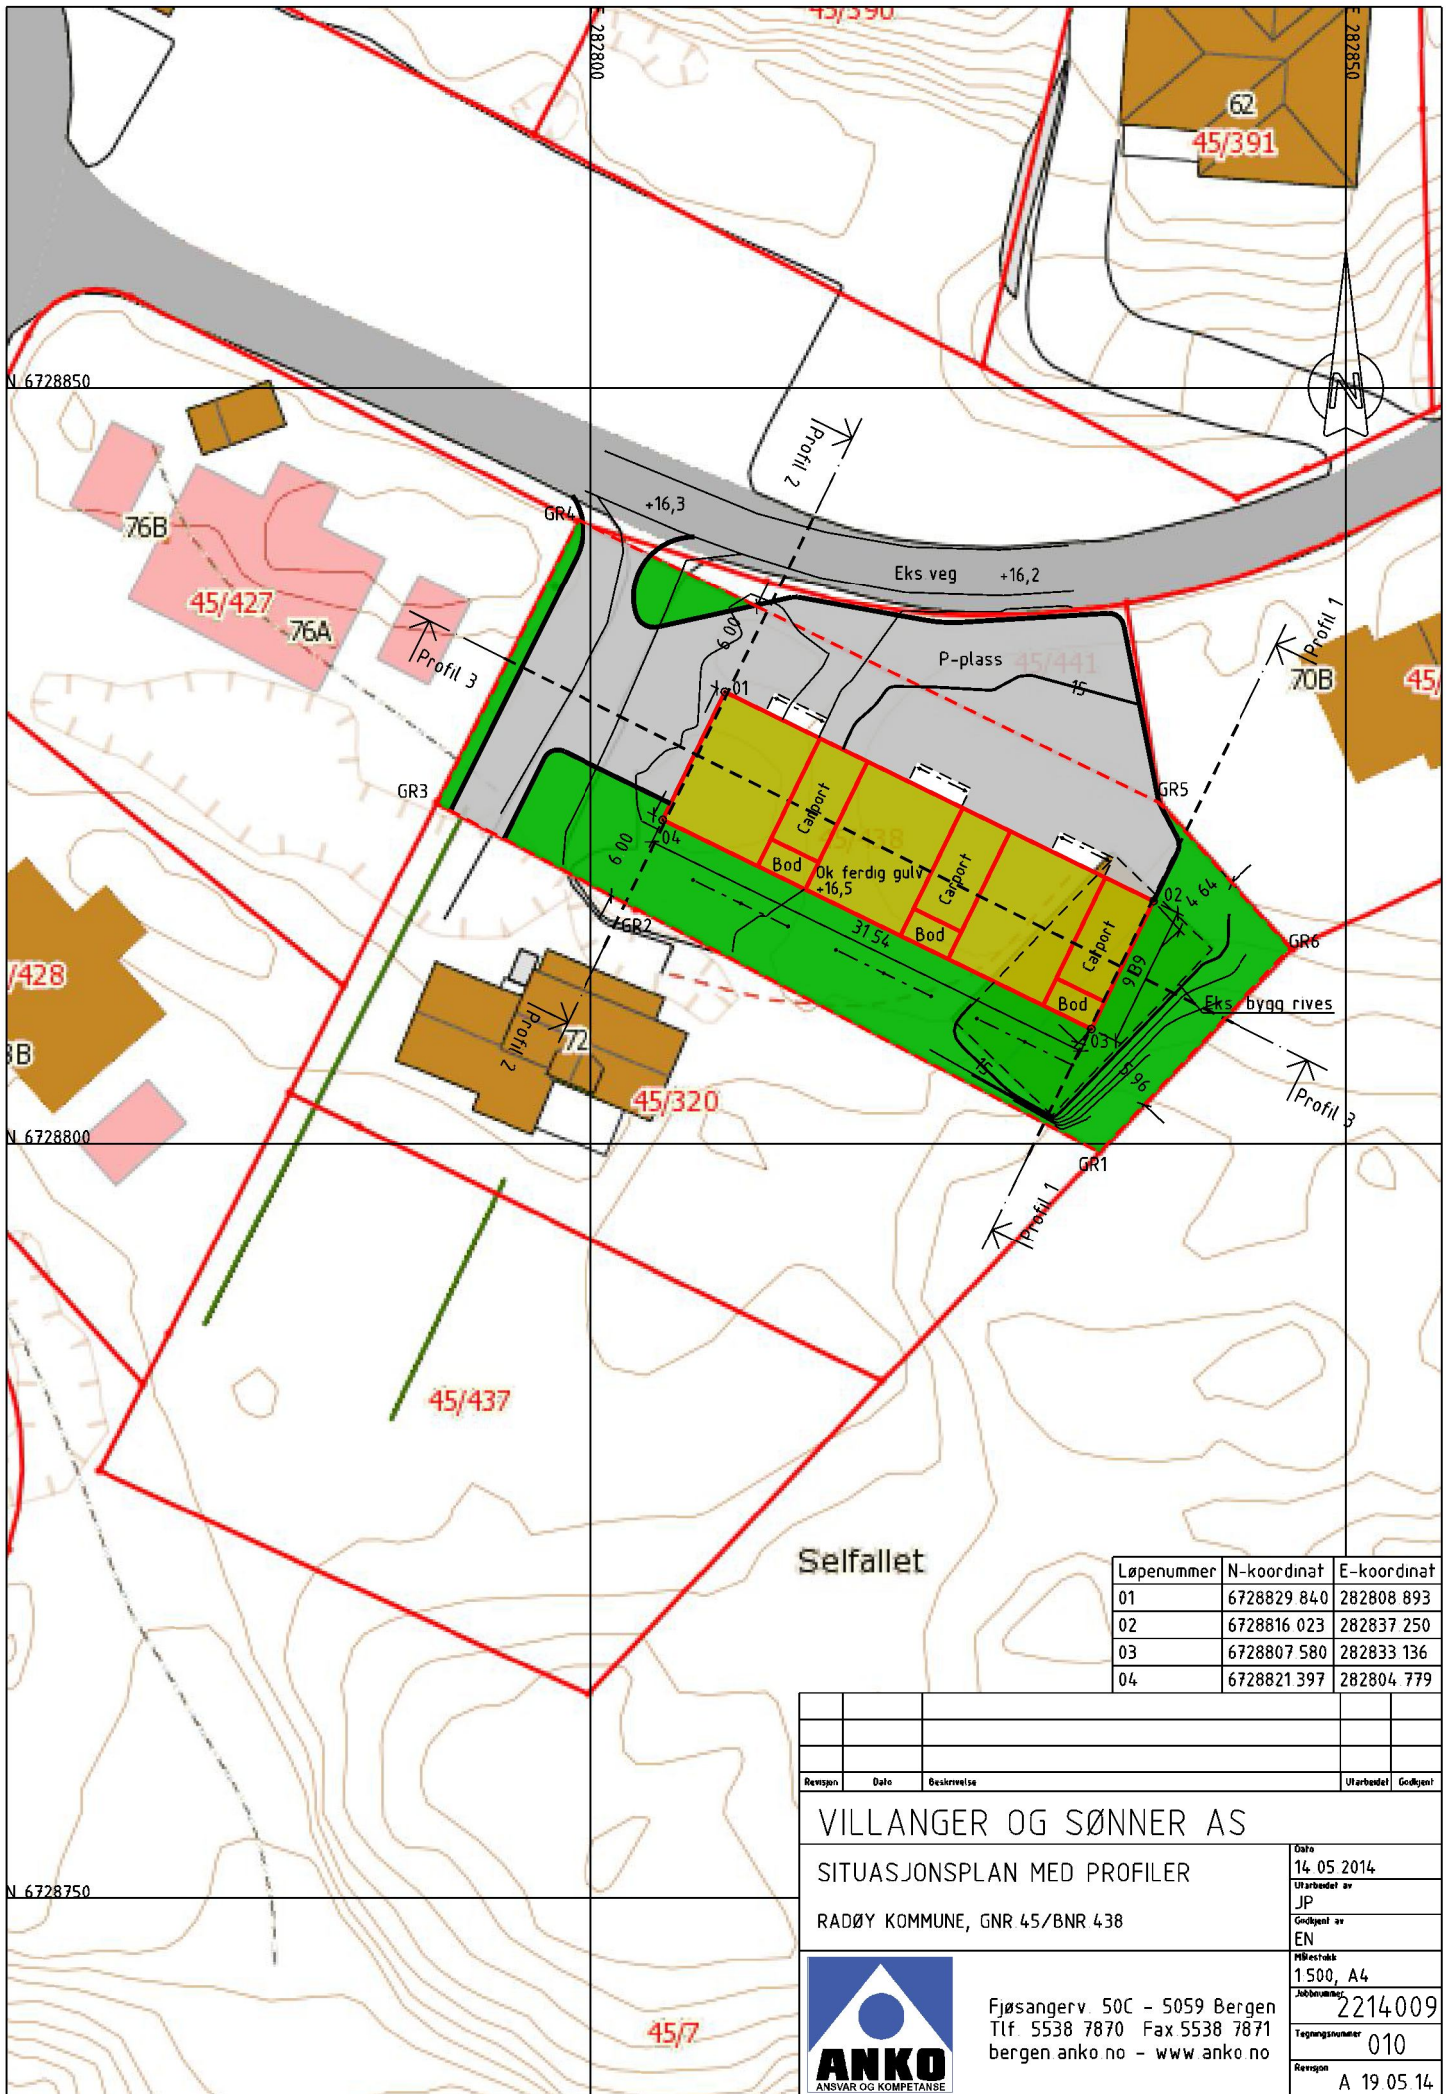 45/390
E 282800
E 282850
62
45/391
N 6728850
N
Profil 2
76B
GR4
+16,3
Eks veg +16,2
45/427
76A
Profil 3
6 00
P-plass
45/441
15
Profil 1
70B
45/
01
GR3
GR5
Carport
45/438
04
6 00
Bod
Ok ferdig gulv
+16,5
Carport
02
4 64
GR2
31 54
Bod
Carport
9 B9
GR6
/428
Bod
Eks bygg rives
Profil 2
72
03
3B
15
5 96
45/320
Profil 3
N 6728800
GR1
Profil 1
45/437
Selfallet
Løpenummer N-koordinat E-koordinat
01 6728829 840 282808 893
02 6728816 023 282837 250
03 6728807 580 282833 136
04 6728821 397 282804 779
Revisjon Dato Beskrivelse Utarbeidet Godkjent
VILLANGER OG SØNNER AS
SITUASJONSPLAN MED PROFILER
RADØY KOMMUNE, GNR 45/BNR 438
Dato
14 05 2014
Utarbeidet av
JP
Godkjent av
EN
Målestokk
1 500, A4
Jobbnummer
2214009
Tegningsnummer
010
Revisjon
A 19 05 14
N 6728750
45/7
ANKO
ANSVAR OG KOMPETANSE
Fjøsangerv. 50C - 5059 Bergen
Tlf. 5538 7870 Fax 5538 7871
bergen.anko.no - www.anko.no